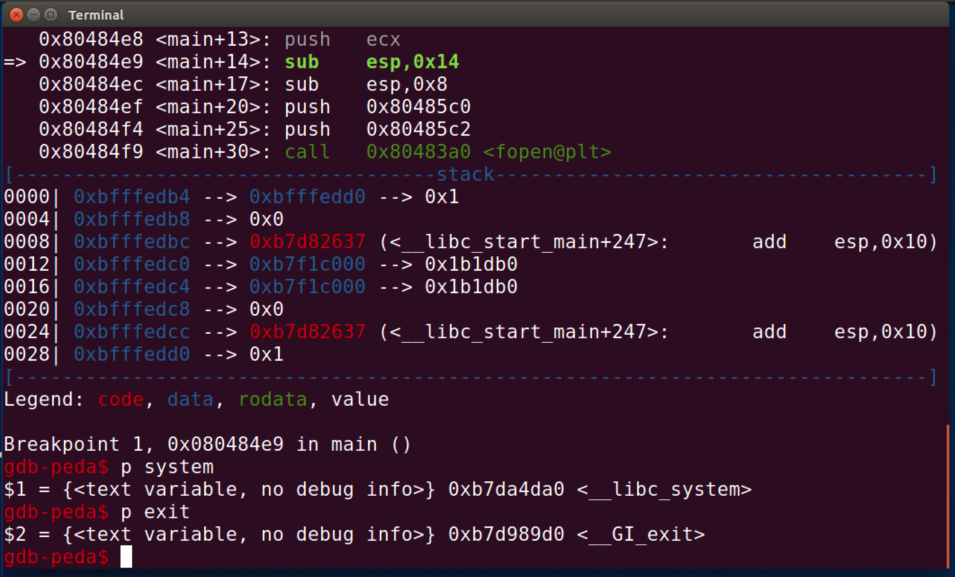 Terminal
0x80484e8 <main+13>: push ecx
=> 0x80484e9 <main+14>: sub esp,0x14
0x80484ec <main+17>: sub esp,0x8
0x80484ef <main+20>: push 0x80485c0
0x80484f4 <main+25>: push 0x80485c2
0x80484f9 <main+30>: call 0x80483a0 <fopen@plt>
[------------------------------------stack-------------------------------------]
0000| 0xbfffedb4 --> 0xbfffedd0 --> 0x1
0004| 0xbfffedb8 --> 0x0
0008| 0xbfffedbc --> 0xb7d82637 (<__libc_start_main+247>: add esp,0x10)
0012| 0xbfffedc0 --> 0xb7f1c000 --> 0x1b1db0
0016| 0xbfffedc4 --> 0xb7f1c000 --> 0x1b1db0
0020| 0xbfffedc8 --> 0x0
0024| 0xbfffedcc --> 0xb7d82637 (<__libc_start_main+247>: add esp,0x10)
0028| 0xbfffedd0 --> 0x1
[------------------------------------------------------------------------------]
Legend: code, data, rodata, value
Breakpoint 1, 0x080484e9 in main ()
gdb-peda$ p system
$1 = {<text variable, no debug info>} 0xb7da4da0 <__libc_system>
gdb-peda$ p exit
$2 = {<text variable, no debug info>} 0xb7d989d0 <__GI_exit>
gdb-peda$